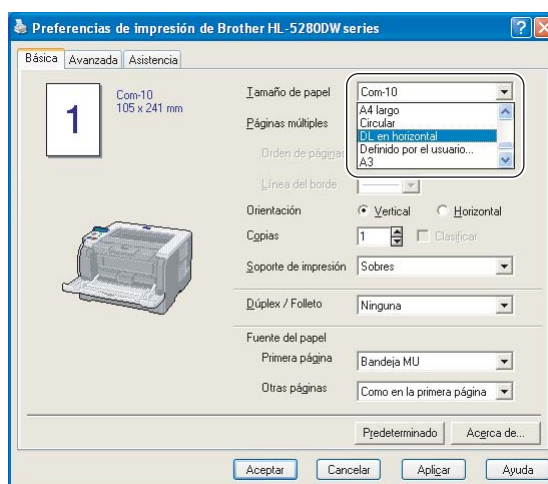 Preferencias de impresión de Brother HL-5280DW series
Básica Avanzada Asistencia
1
Com-10
105 x 241 mm
Tamaño de papel Com-10
A4 largo
Circular
DL en horizontal
Definido por el usuario...
A3
Páginas múltiples
Orden de páginas
Línea del borde
Orientación Vertical Horizontal
Copias 1 Clasificar
Soporte de impresión Sobres
Dúplex / Folleto Ninguna
Fuente del papel
Primera página Bandeja MU
Otras páginas Como en la primera página
Predeterminado Acerca de...
Aceptar Cancelar Aplicar Ayuda